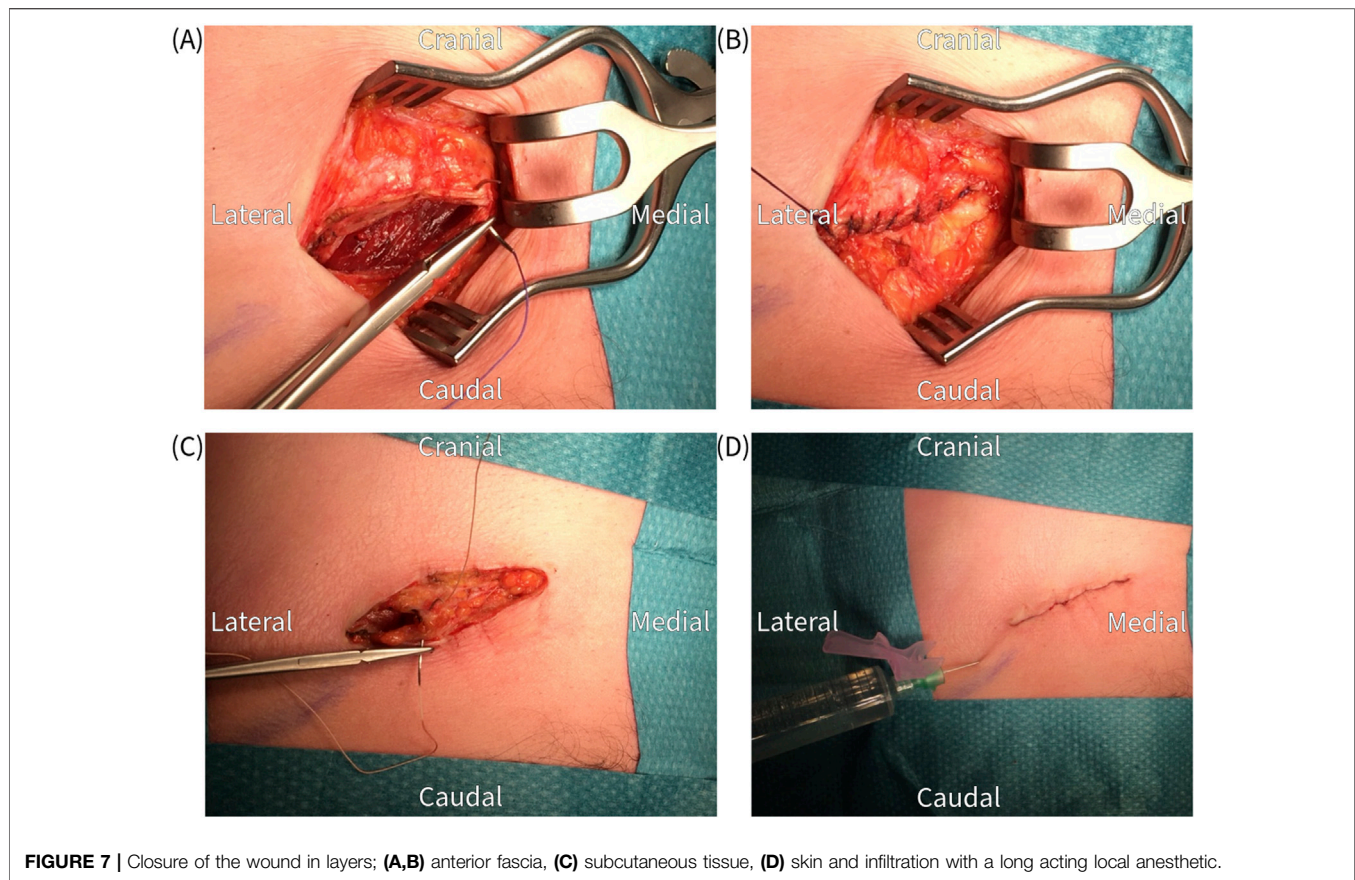 (A)
Cranial
Lateral
Medial
Caudal
(B)
Cranial
Lateral
Medial
Caudal
(C)
Cranial
Lateral
Medial
Caudal
(D)
Cranial
Lateral
Medial
Caudal
FIGURE 7 | Closure of the wound in layers; (A,B) anterior fascia, (C) subcutaneous tissue, (D) skin and infiltration with a long acting local anesthetic.